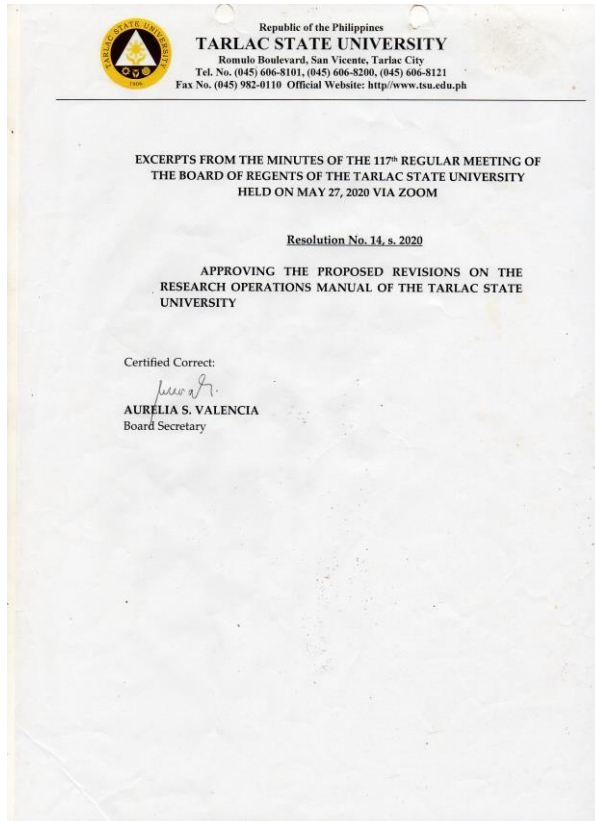 Republic of the Philippines
TARLAC STATE UNIVERSITY
Romulo Boulevard, San Vicente, Tarlac City
Tel. No. (045) 606-8101, (045) 606-8200, (045) 606-8121
Fax No. (045) 982-0110 Official Website: http//www.tsu.edu.ph
TARLAC STATE UNIVERSITY
1906
EXCERPTS FROM THE MINUTES OF THE 117th REGULAR MEETING OF
THE BOARD OF REGENTS OF THE TARLAC STATE UNIVERSITY
HELD ON MAY 27, 2020 VIA ZOOM
Resolution No. 14, s. 2020
APPROVING THE PROPOSED REVISIONS ON THE
RESEARCH OPERATIONS MANUAL OF THE TARLAC STATE
UNIVERSITY
Certified Correct:
AURELIA S. VALENCIA
Board Secretary